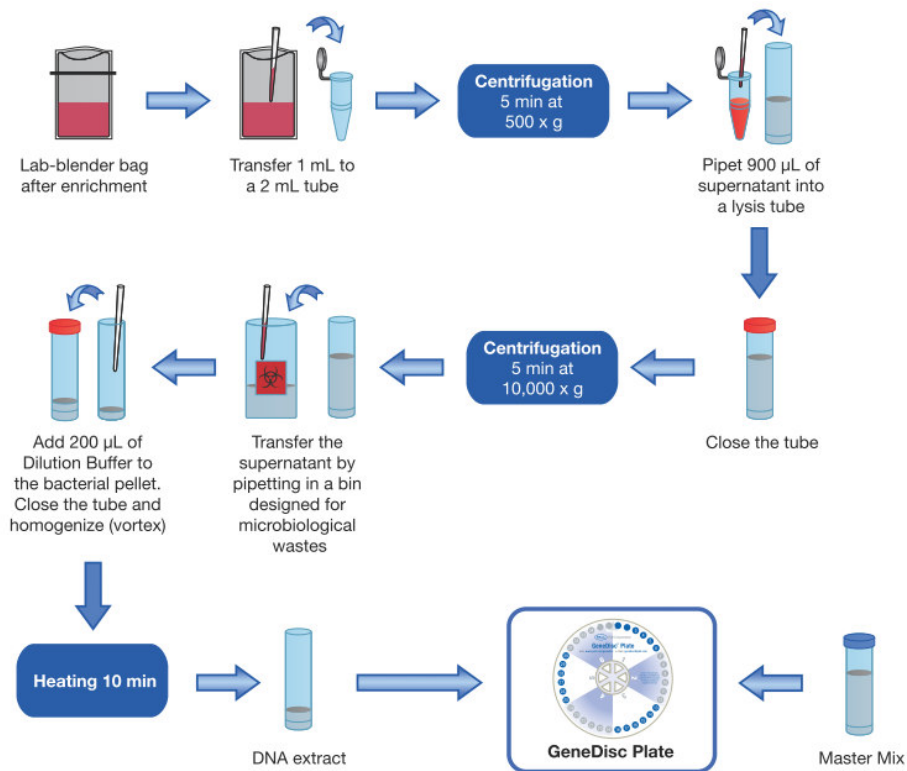 Lab-blender bag
after enrichment
Transfer 1 mL to
a 2 mL tube
Centrifugation
5 min at
500 x g
Pipet 900 µL of
supernatant into
a lysis tube
Close the tube
Centrifugation
5 min at
10,000 x g
Transfer the
supernatant by
pipetting in a bin
designed for
microbiological
wastes
Add 200 µL of
Dilution Buffer to
the bacterial pellet.
Close the tube and
homogenize (vortex)
Heating 10 min
DNA extract
GeneDisc Plate
GeneDisc Plate
Master Mix